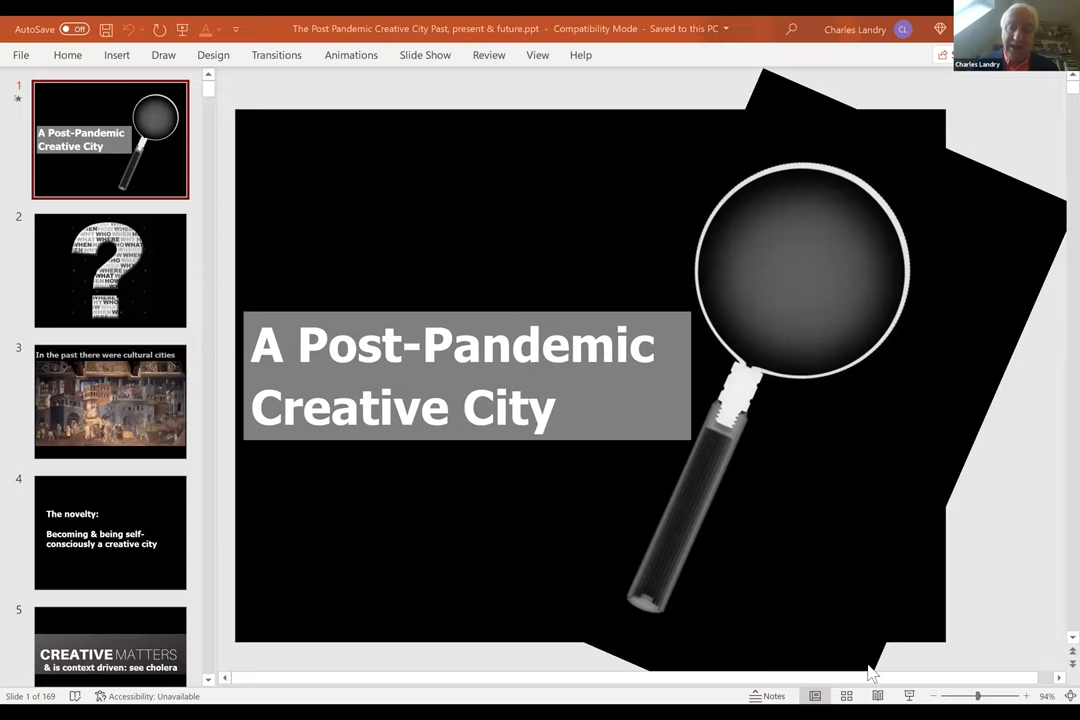 AutoSave Off
The Post Pandemic Creative City Past, present & future.ppt - Compatibility Mode - Saved to this PC
Charles Landry CL
Charles Landry
File Home Insert Draw Design Transitions Animations Slide Show Review View Help
1
A Post-Pandemic
Creative City
2
3
In the past there were cultural cities
4
The novelty:
Becoming & being self-
consciously a creative city
5
CREATIVE MATTERS
& is context driven: see cholera
A Post-Pandemic
Creative City
Slide 1 of 169
Accessibility: Unavailable
Notes
94%